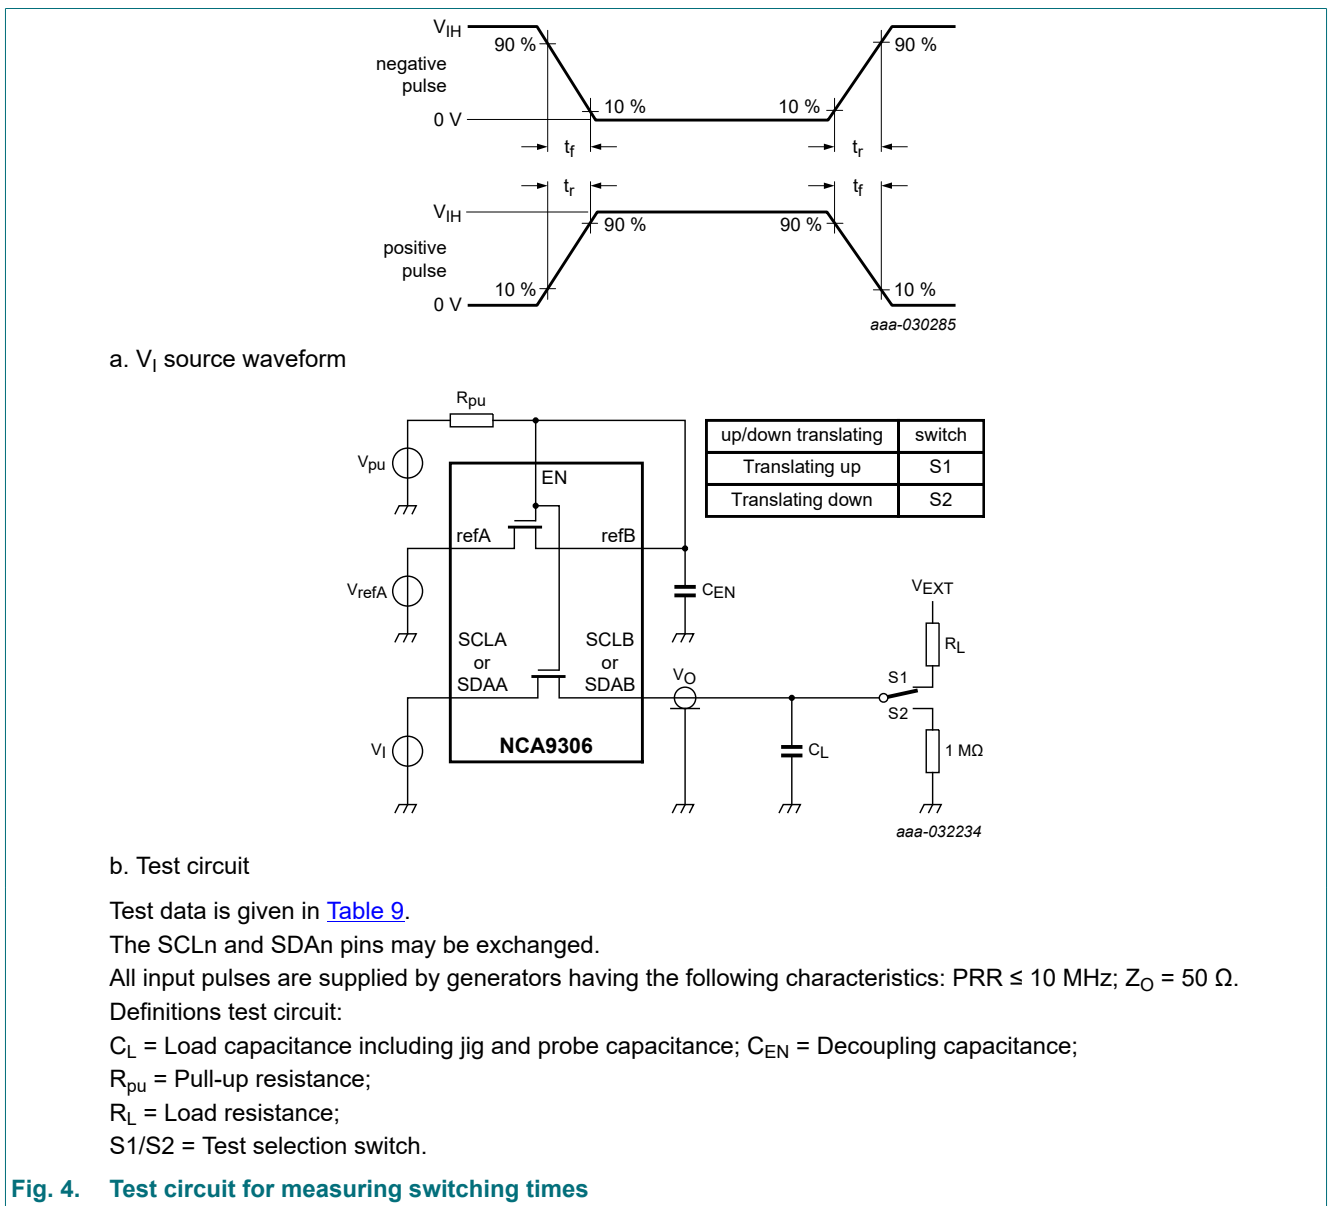 VIH
90 %
90 %
negative
pulse
10 %
10 %
0 V
tf
tr
tr
tf
VIH
90 %
90 %
positive
pulse
10 %
10 %
0 V
aaa-030285
a. VI source waveform
Rpu
up/down translating switch
Translating up S1
Translating down S2
Vpu
EN
refA
refB
VrefA
CEN
VEXT
RL
SCLA
or
SDAA
SCLB
or
SDAB
VO
S1
S2
VI
NCA9306
CL
1 MΩ
aaa-032234
b. Test circuit
Test data is given in Table 9.
The SCLn and SDAn pins may be exchanged.
All input pulses are supplied by generators having the following characteristics: PRR ≤ 10 MHz; ZO = 50 Ω.
Definitions test circuit:
CL = Load capacitance including jig and probe capacitance; CEN = Decoupling capacitance;
Rpu = Pull-up resistance;
RL = Load resistance;
S1/S2 = Test selection switch.
Fig. 4. Test circuit for measuring switching times